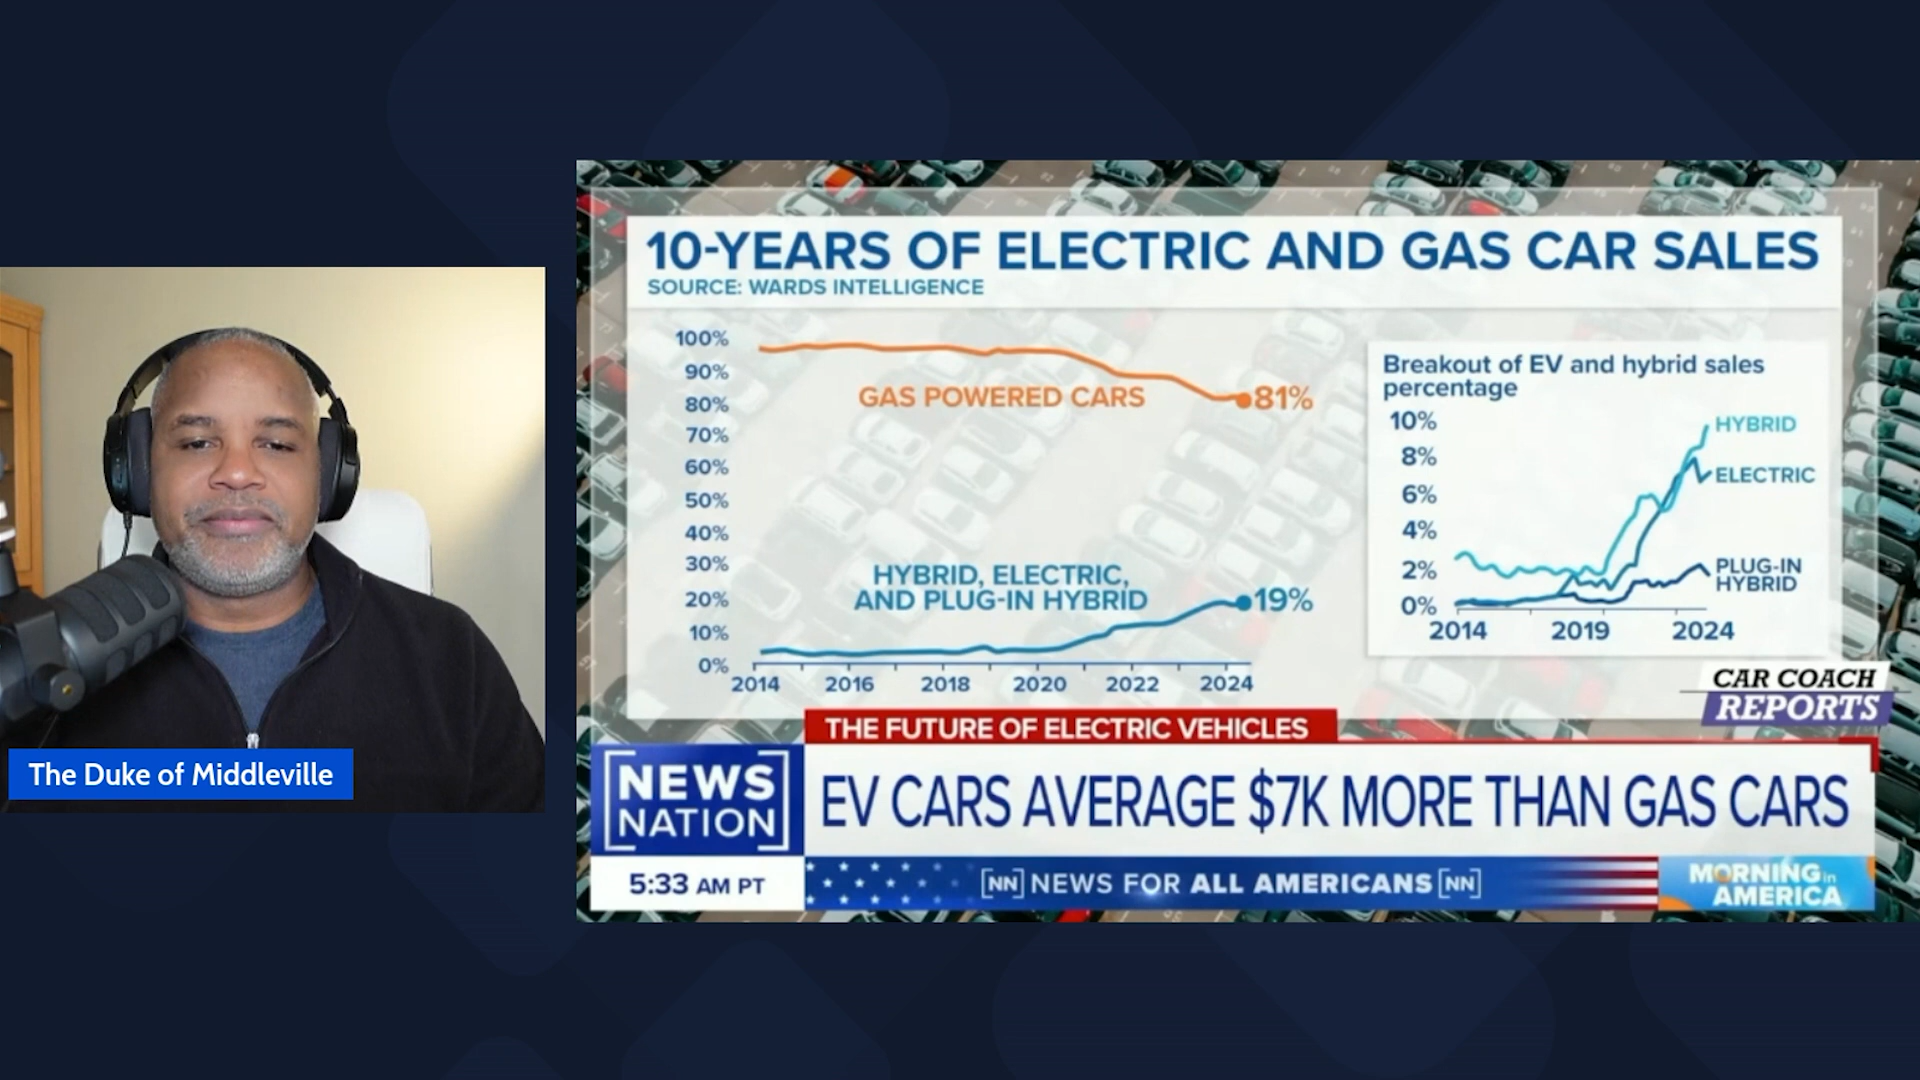 The Duke of Middleville
10-YEARS OF ELECTRIC AND GAS CAR SALES
SOURCE: WARDS INTELLIGENCE
100%
90%
80%
70%
60%
50%
40%
30%
20%
10%
0%
GAS POWERED CARS
81%
HYBRID, ELECTRIC,
AND PLUG-IN HYBRID
19%
2014 2016 2018 2020 2022 2024
Breakout of EV and hybrid sales
percentage
10%
8%
6%
4%
2%
0%
HYBRID
ELECTRIC
PLUG-IN
HYBRID
2014 2019 2024
CAR COACH
REPORTS
THE FUTURE OF ELECTRIC VEHICLES
NEWS
NATION
EV CARS AVERAGE $7K MORE THAN GAS CARS
5:33 AM PT
NN NEWS FOR ALL AMERICANS NN
MORNING in
AMERICA